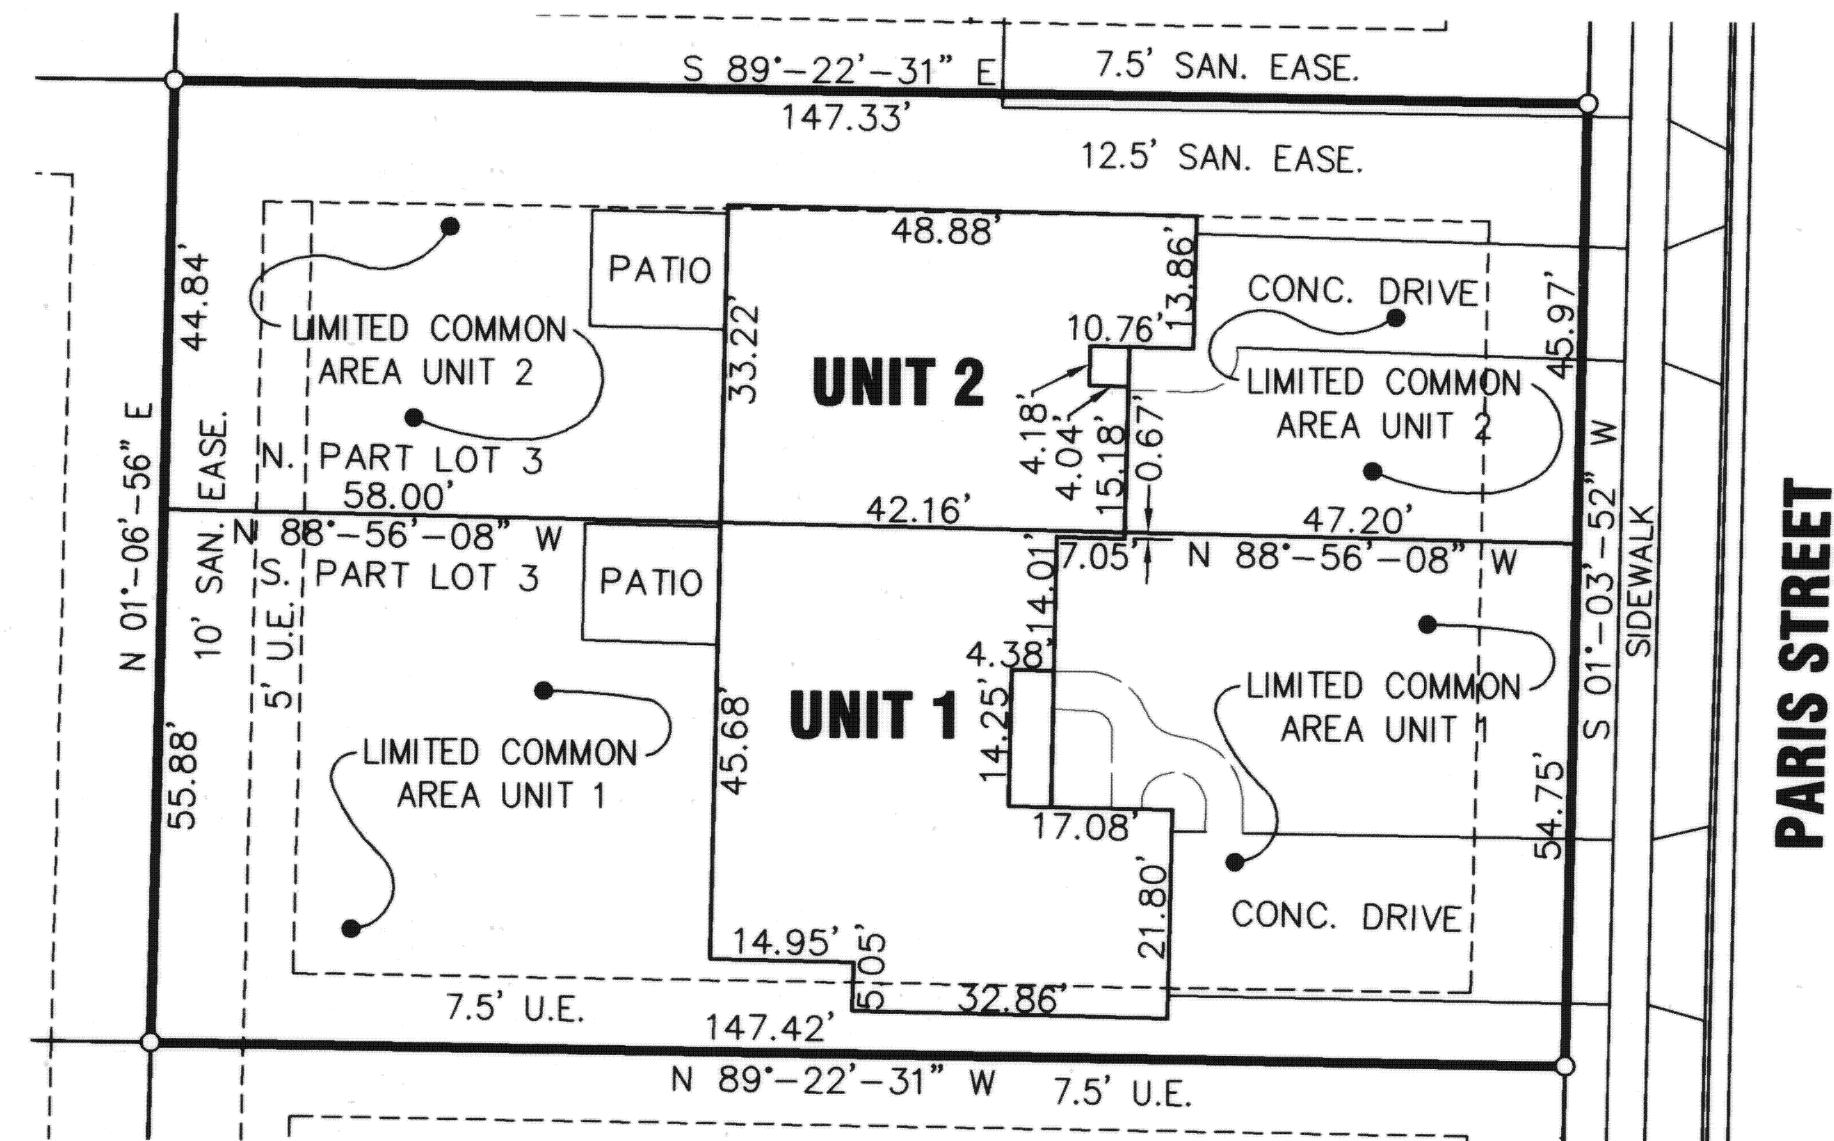 S 89°-22'-31" E
7.5' SAN. EASE.
147.33'
12.5' SAN. EASE.
48.88'
PATIO
13.86'
CONC. DRIVE
44.84'
LIMITED COMMON
AREA UNIT 2
33.22'
UNIT 2
10.76'
45.97'
LIMITED COMMON
AREA UNIT 2
4.18'
4.04'
15.18'
0.67'
N. PART LOT 3
58.00'
N 88°-56'-08" W
S. PART LOT 3
42.16'
47.20'
7.05'
N 88°-56'-08" W
N 01°-06'-56" E
10' SAN. EASE.
5' U.E.
S 01°-03'-52" W
SIDEWALK
PARIS STREET
PATIO
14.01'
4.38'
14.25'
UNIT 1
45.68'
LIMITED COMMON
AREA UNIT 1
LIMITED COMMON
AREA UNIT 1
55.88'
54.75'
17.08'
21.80'
CONC. DRIVE
14.95'
5.05'
32.86'
7.5' U.E.
147.42'
N 89°-22'-31" W
7.5' U.E.